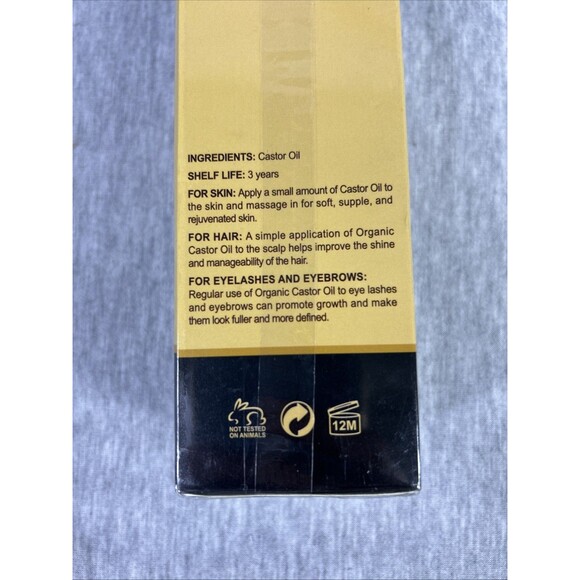 INGREDIENTS: Castor Oil
SHELF LIFE: 3 years
FOR SKIN: Apply a small amount of Castor Oil to
the skin and massage in for soft, supple, and
rejuvenated skin.
FOR HAIR: A simple application of Organic
Castor Oil to the scalp helps improve the shine
and manageability of the hair.
FOR EYELASHES AND EYEBROWS:
Regular use of Organic Castor Oil to eye lashes
and eyebrows can promote growth and make
them look fuller and more defined.
NOT TESTED
ON ANIMALS
12M